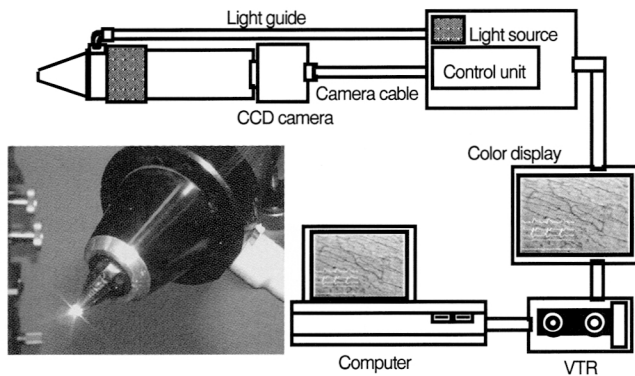 Light guide
Light source
Control unit
Camera cable
CCD camera
Color display
Computer
VTR